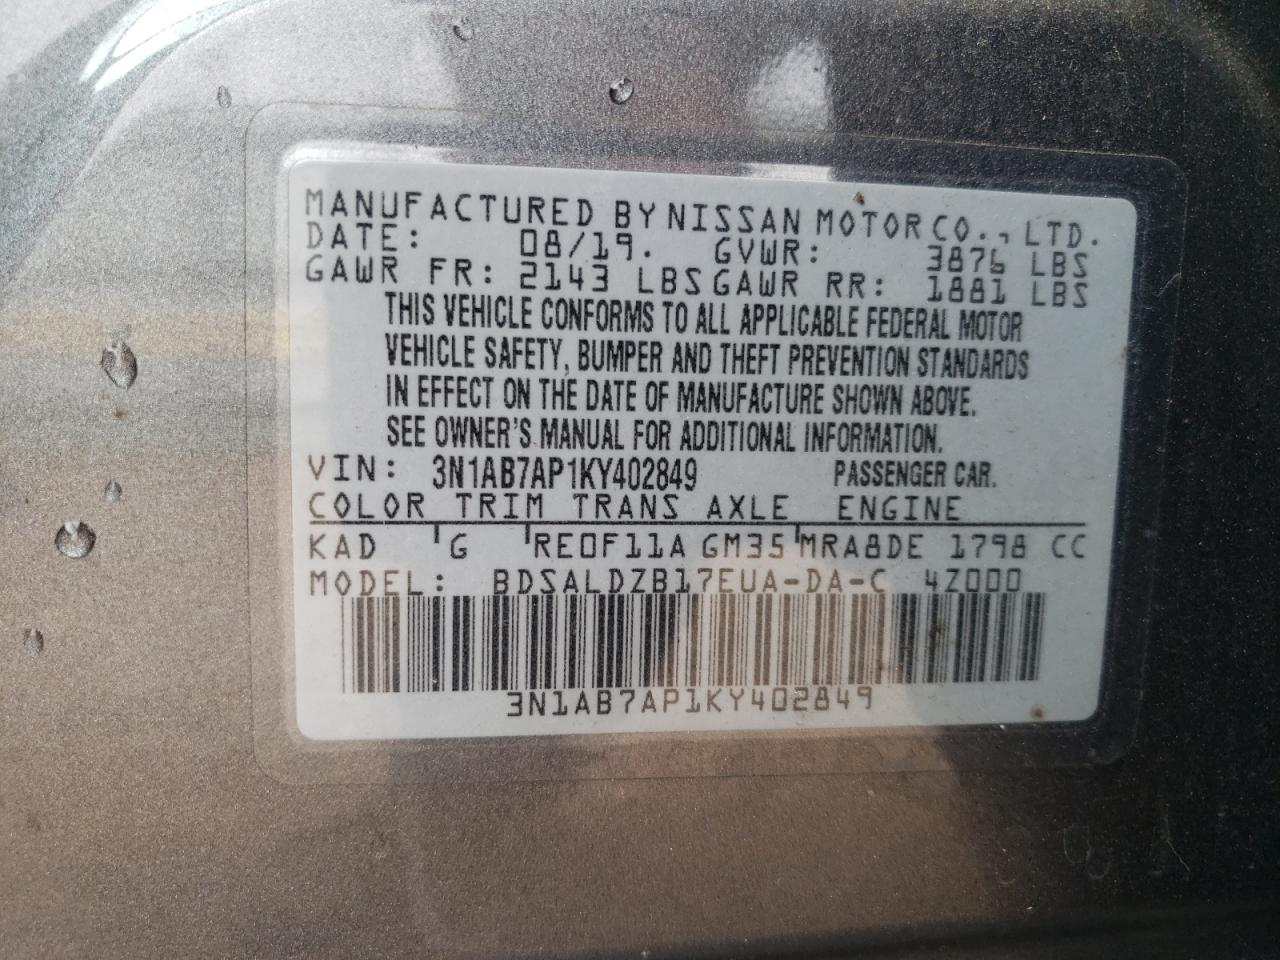 MANUFACTURED BY NISSAN MOTOR CO., LTD.
DATE: 08/19. GVWR: 3876 LBS
GAWR FR: 2143 LBS GAWR RR: 1881 LBS
THIS VEHICLE CONFORMS TO ALL APPLICABLE FEDERAL MOTOR
VEHICLE SAFETY, BUMPER AND THEFT PREVENTION STANDARDS
IN EFFECT ON THE DATE OF MANUFACTURE SHOWN ABOVE.
SEE OWNER'S MANUAL FOR ADDITIONAL INFORMATION.
VIN: 3N1AB7AP1KY402849 PASSENGER CAR.
COLOR TRIM TRANS AXLE ENGINE
KAD G RE0F11A GM35 MRA8DE 1798 CC
MODEL: BDSALDZB17EUA-DA-C 4Z000
3N1AB7AP1KY402849